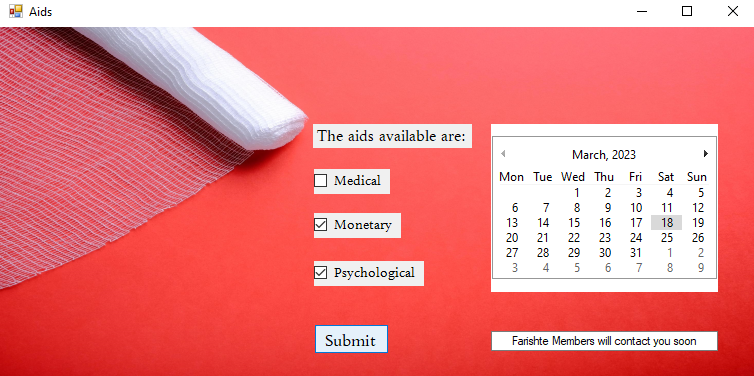 Aids
The aids available are:
Medical
Monetary
Psychological
Submit
March, 2023
Mon Tue Wed Thu Fri Sat Sun
1 2 3 4 5
6 7 8 9 10 11 12
13 14 15 16 17 18 19
20 21 22 23 24 25 26
27 28 29 30 31 1 2
3 4 5 6 7 8 9
Farishte Members will contact you soon